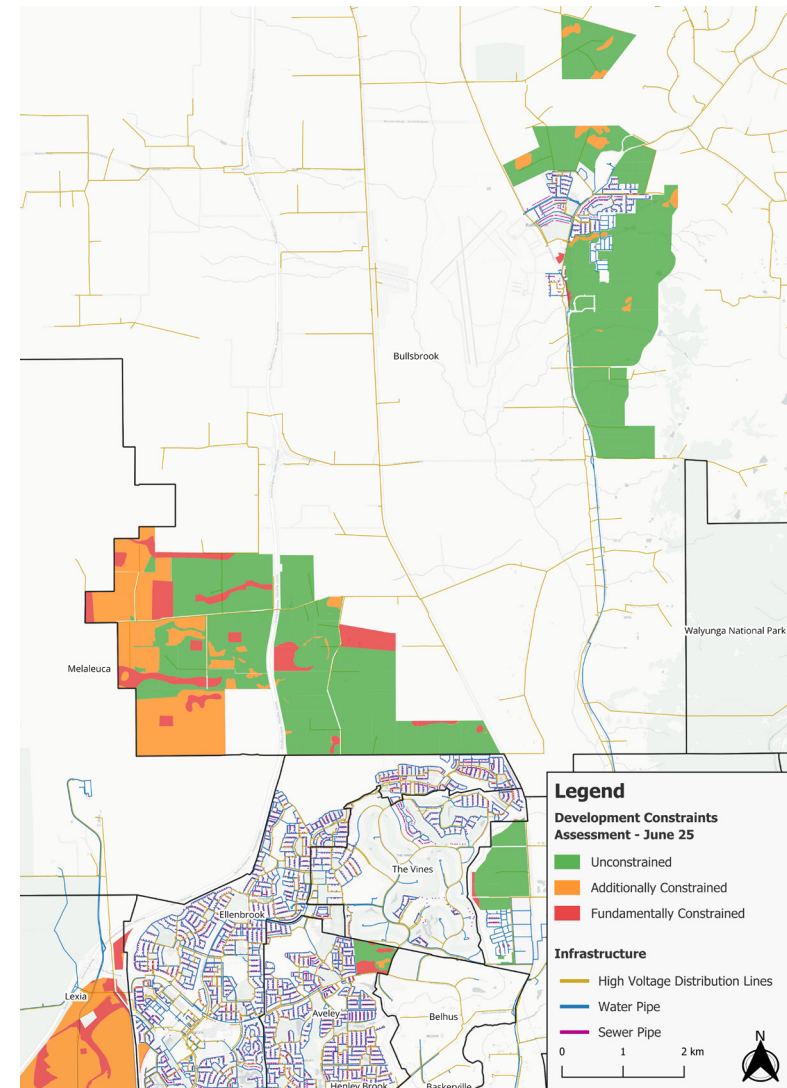 Bullsbrook
Walyunga National Park
Melaleuca
The Vines
Ellenbrook
Lexia
Aveley
Belhus
Henley Brook
Baskerville
Legend
Development Constraints
Assessment - June 25
Unconstrained
Additionally Constrained
Fundamentally Constrained
Infrastructure
High Voltage Distribution Lines
Water Pipe
Sewer Pipe
N
0 1 2 km